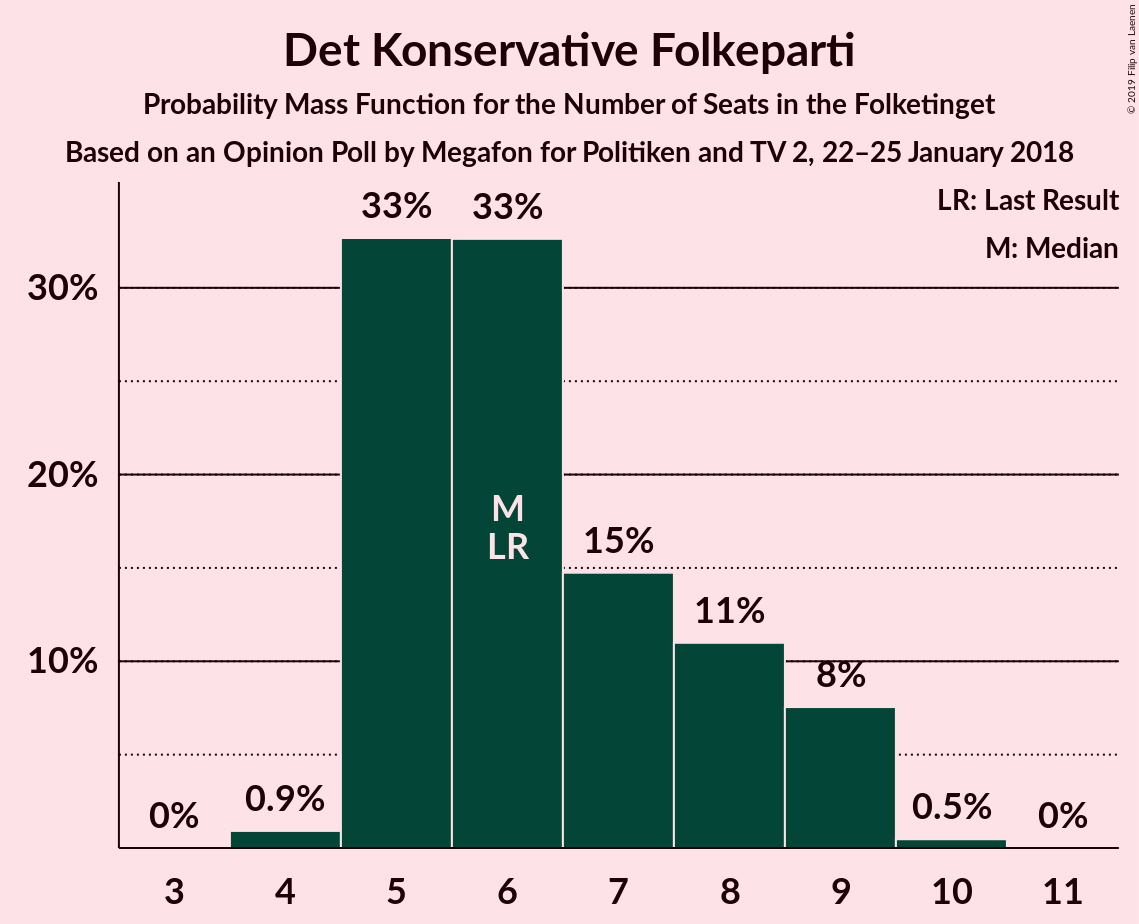 Det Konservative Folkeparti
Probability Mass Function for the Number of Seats in the Folketinget
Based on an Opinion Poll by Megafon for Politiken and TV 2, 22–25 January 2018
© 2019 Filip van Laenen
LR: Last Result
M: Median
33%
33%
30%
20%
M
LR
15%
11%
10%
8%
0%
0.9%
0.5%
0%
3 4 5 6 7 8 9 10 11